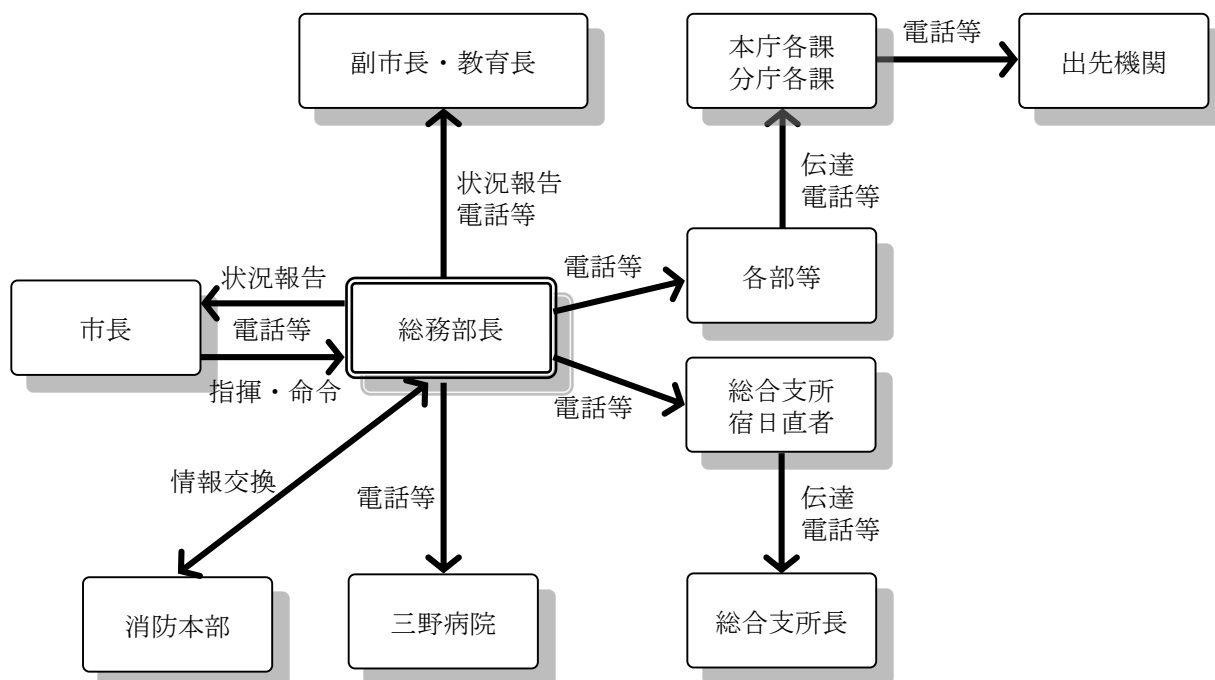 副市長・教育長
本庁各課
分庁各課
電話等
出先機関
状況報告
電話等
伝達
電話等
状況報告
電話等
指揮・命令
市長
総務部長
電話等
各部等
電話等
総合支所
宿日直者
情報交換
電話等
伝達
電話等
消防本部
三野病院
総合支所長